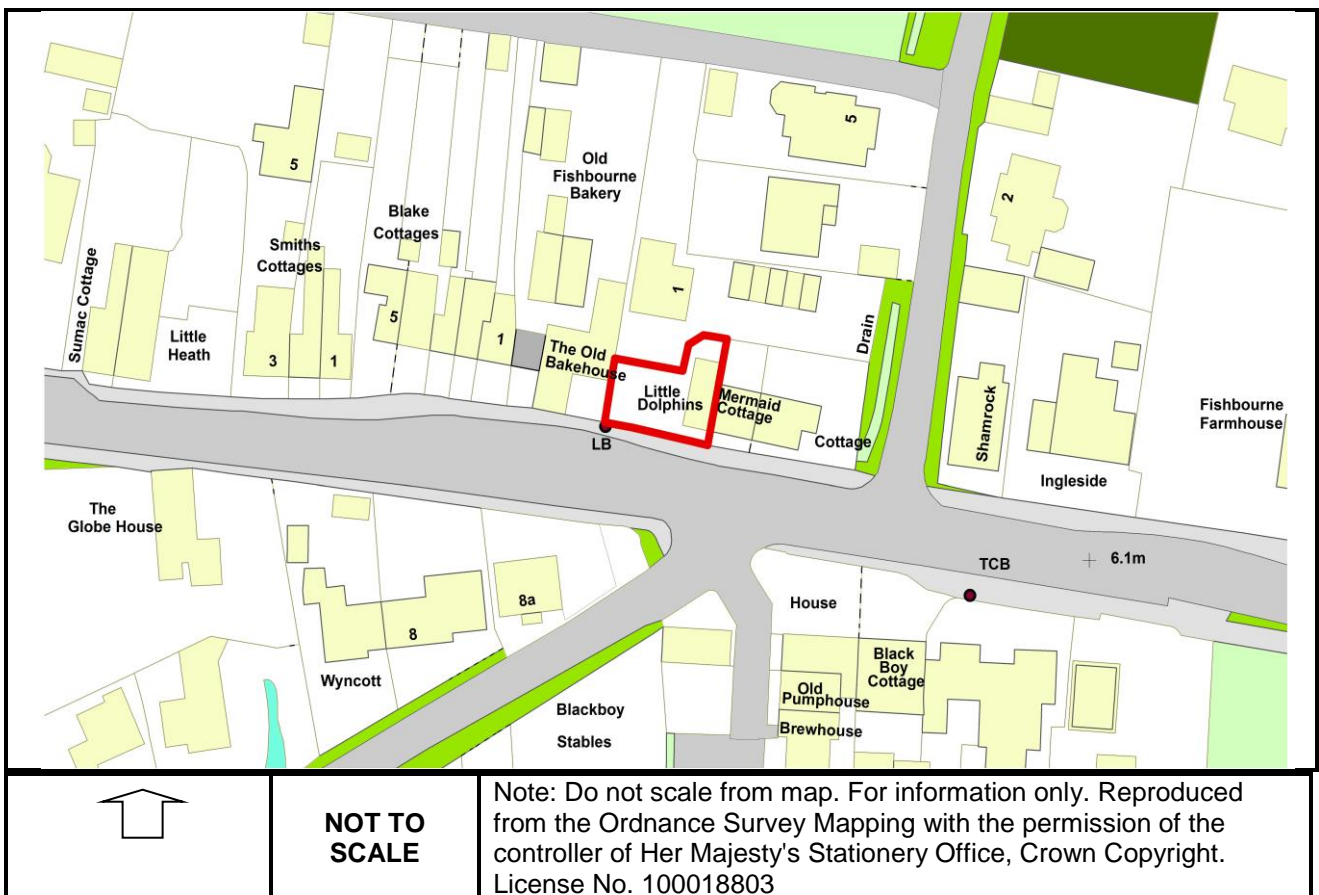 5
Old
Fishbourne
Bakery
5
2
Blake
Cottages
Smiths
Cottages
Sumac Cottage
Little
Heath
3
1
5
1
The Old
Bakehouse
1
Little
Dolphins
Mermaid
Cottage
Drain
Cottage
LB
Shamrock
Ingleside
Fishbourne
Farmhouse
The
Globe House
8a
8
Wyncott
TCB
6.1m
House
Black
Boy
Cottage
Old
Pumphouse
Brewhouse
Blackboy
Stables
NOT TO
SCALE
Note: Do not scale from map. For information only. Reproduced
from the Ordnance Survey Mapping with the permission of the
controller of Her Majesty's Stationery Office, Crown Copyright.
License No. 100018803